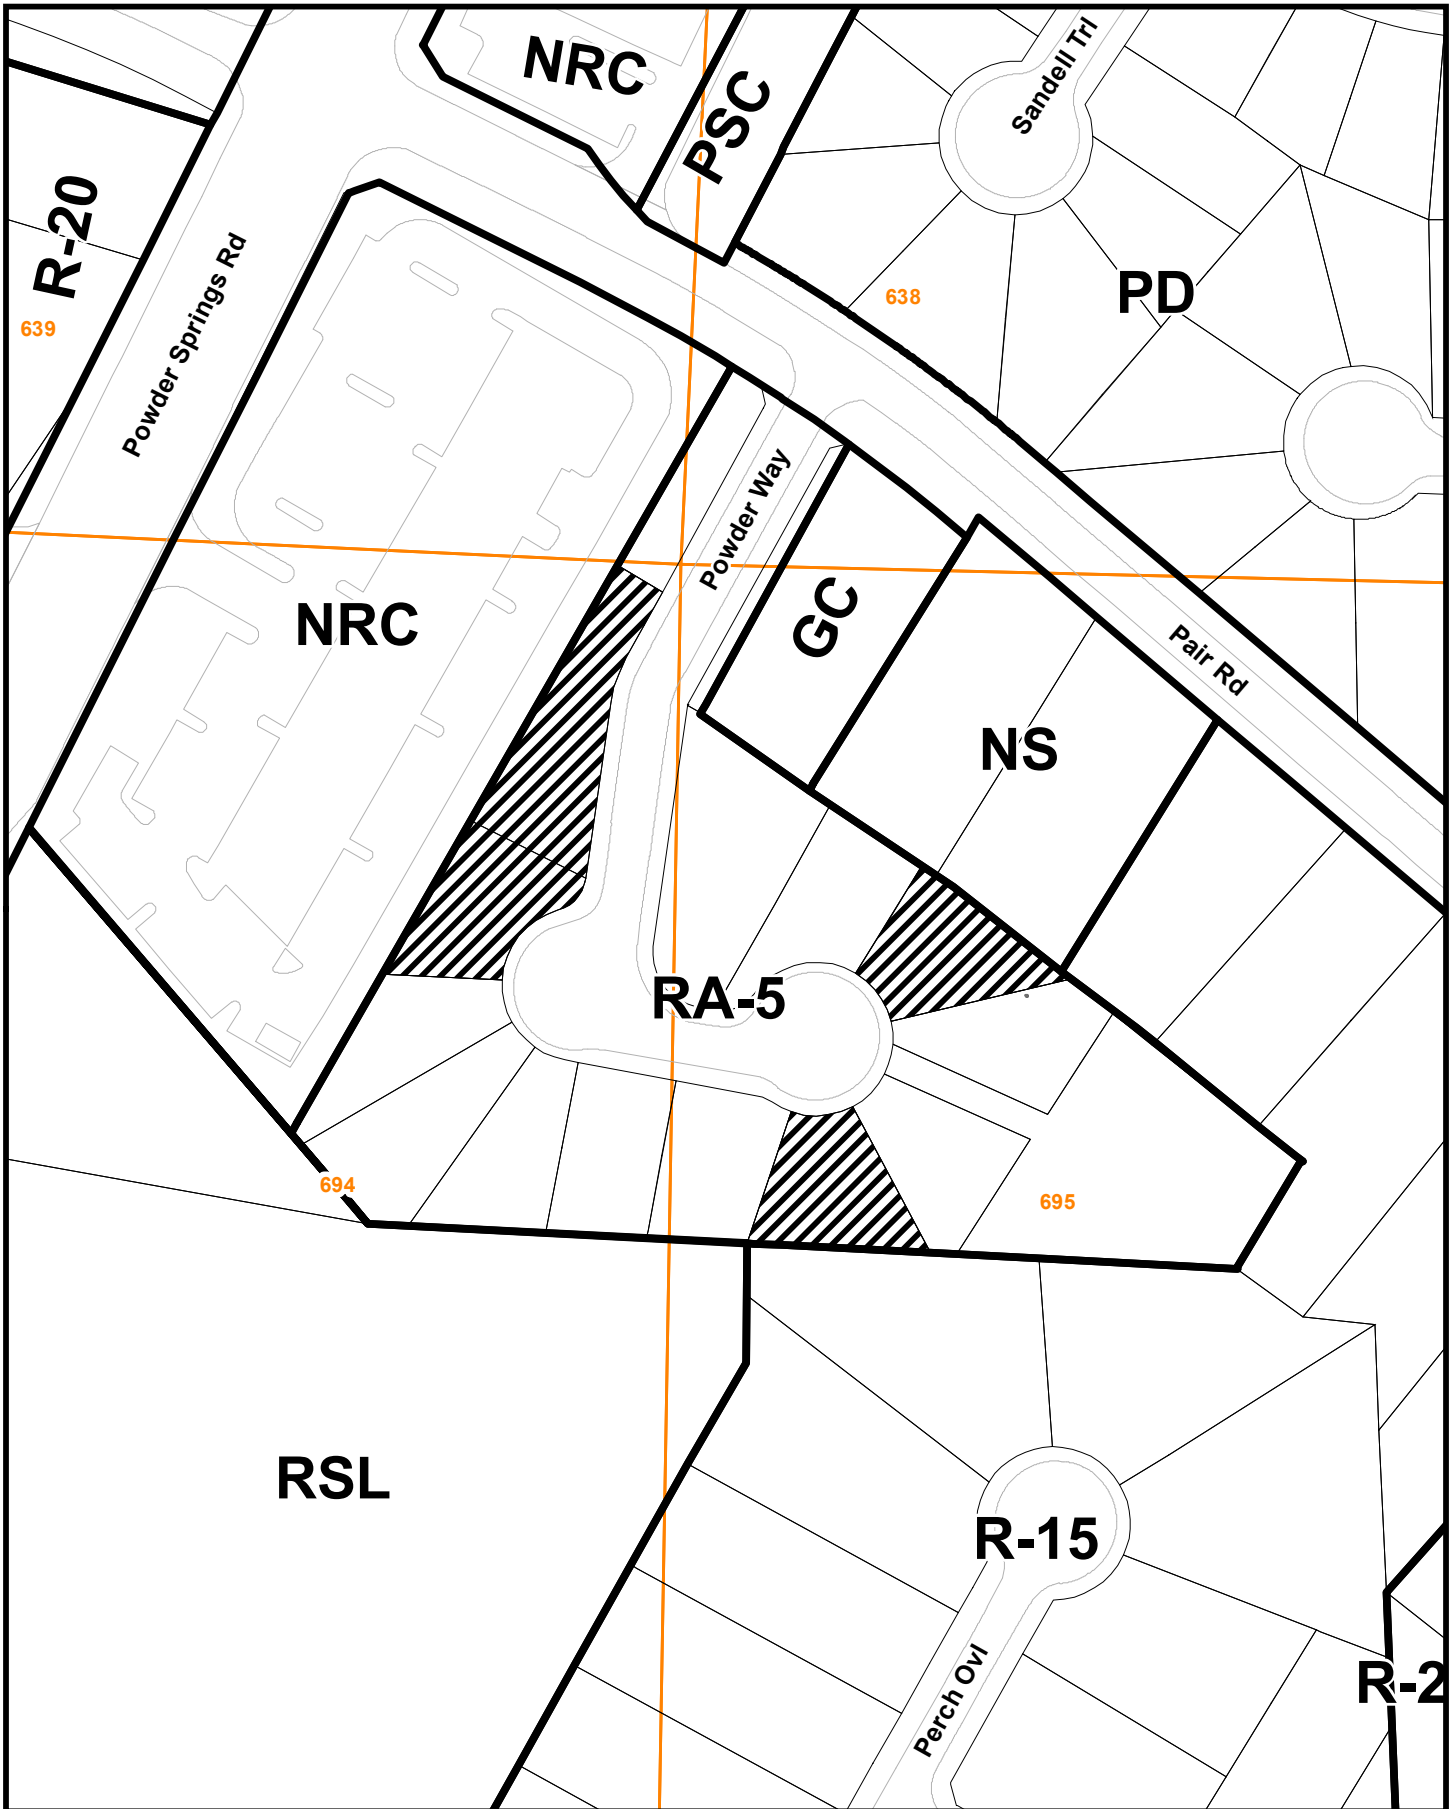 Sandell Trl
NRC
PSC
R-20
638
PD
639
Powder Springs Rd
Powder Way
GC
NRC
Pair Rd
NS
RA-5
694
695
RSL
R-15
Perch Ovl
R-2